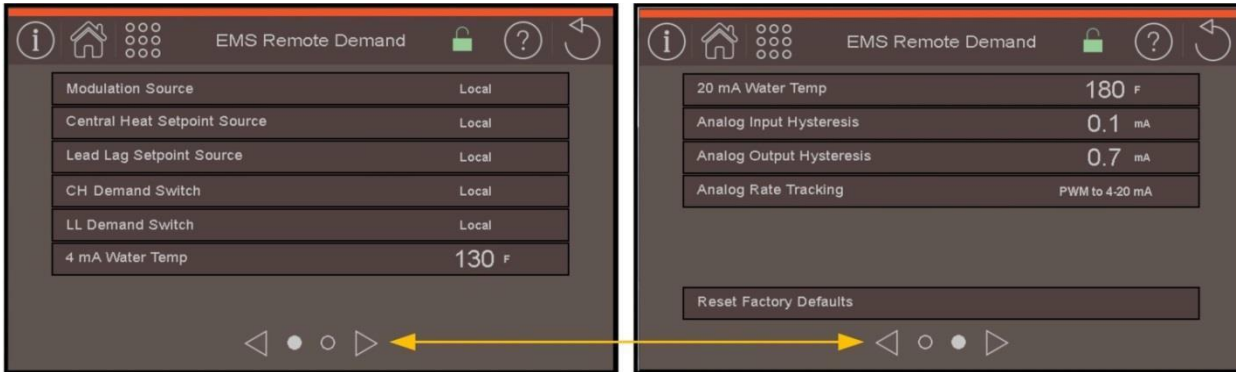 EMS Remote Demand
Modulation Source Local
Central Heat Setpoint Source Local
Lead Lag Setpoint Source Local
CH Demand Switch Local
LL Demand Switch Local
4 mA Water Temp 130 F
EMS Remote Demand
20 mA Water Temp 180 F
Analog Input Hysteresis 0.1 mA
Analog Output Hysteresis 0.7 mA
Analog Rate Tracking PWM to 4-20 mA
Reset Factory Defaults